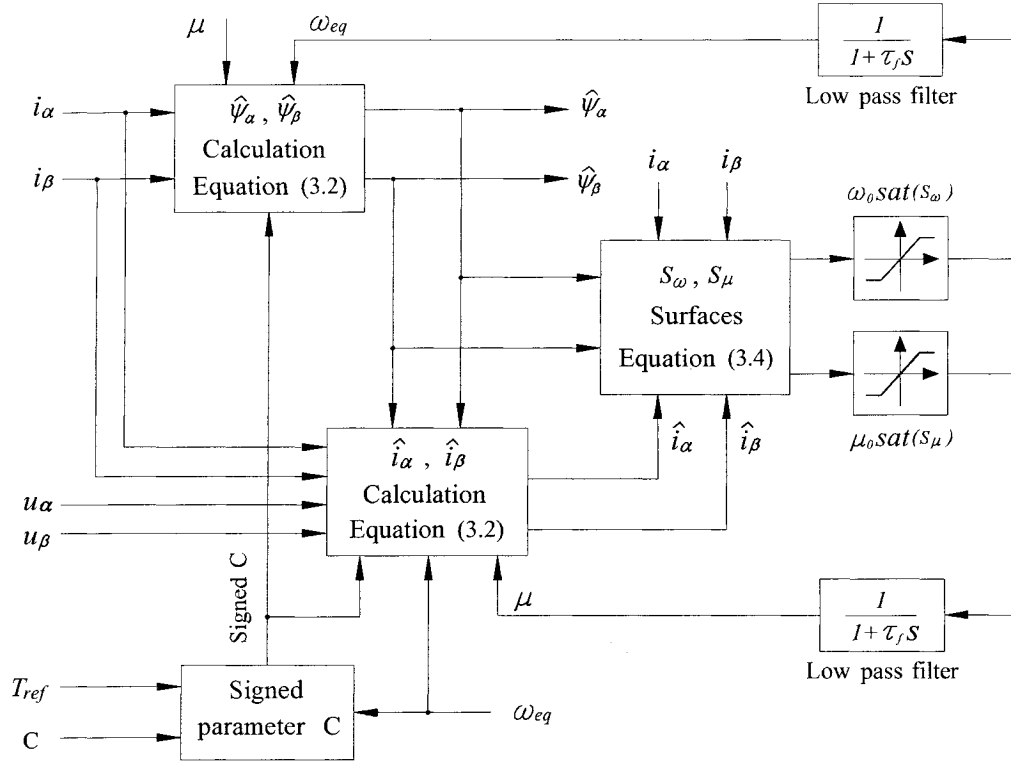 μ
ω_eq
1
1+τ_f s
Low pass filter
i_α
ψ̂_α , ψ̂_β
Calculation
Equation (3.2)
ψ̂_α
i_β
ψ̂_β
i_α
i_β
ω_0 sat(S_ω)
S_ω , S_μ
Surfaces
Equation (3.4)
î_α
î_β
μ_0 sat(S_μ)
î_α , î_β
Calculation
Equation (3.2)
u_α
u_β
Signed C
μ
1
1+τ_f s
Low pass filter
T_ref
C
Signed
parameter C
ω_eq